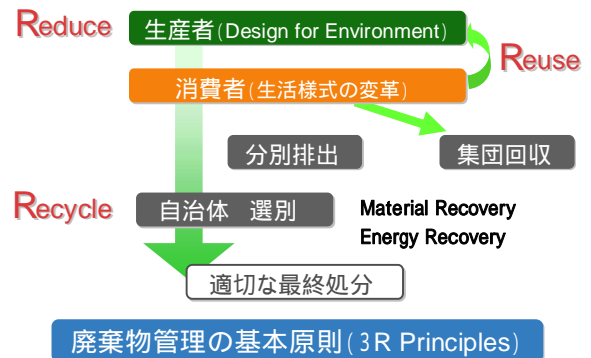 Reduce
生産者(Design for Environment)
Reuse
消費者(生活様式の変革)
分別排出
集団回収
Recycle
自治体　選別
Material Recovery
Energy Recovery
適切な最終処分
廃棄物管理の基本原則(3R Principles)